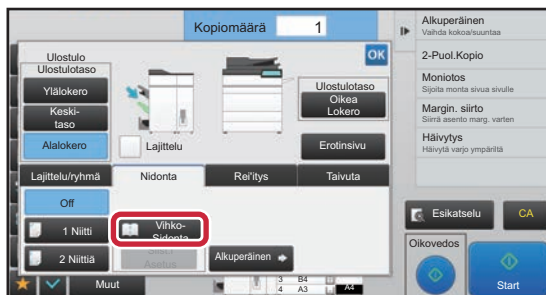 Kopiomäärä 1
OK
Ulostulo
Ulostulotaso
Ylälokero
Keski-
taso
Alalokero
Lajittelu
Ulostulotaso
Oikea
Lokero
Erotinsivu
Lajittelu/ryhmä
Nidonta
Rei'itys
Taivuta
Off
1 Niitti
2 Niittiä
Vihko-
Sidonta
Asetus
Alkuperäinen
Muut
3 B4
4 A3
A4
Alkuperäinen
Vaihda kokoa/suuntaa
2-Puol.Kopio
Moniotos
Sijoita monta sivua sivulle
Margin. siirto
Siirrä asento marg. varten
Häivytys
Häivytä varjo ympäriltä
Esikatselu
CA
Oikovedos
Start